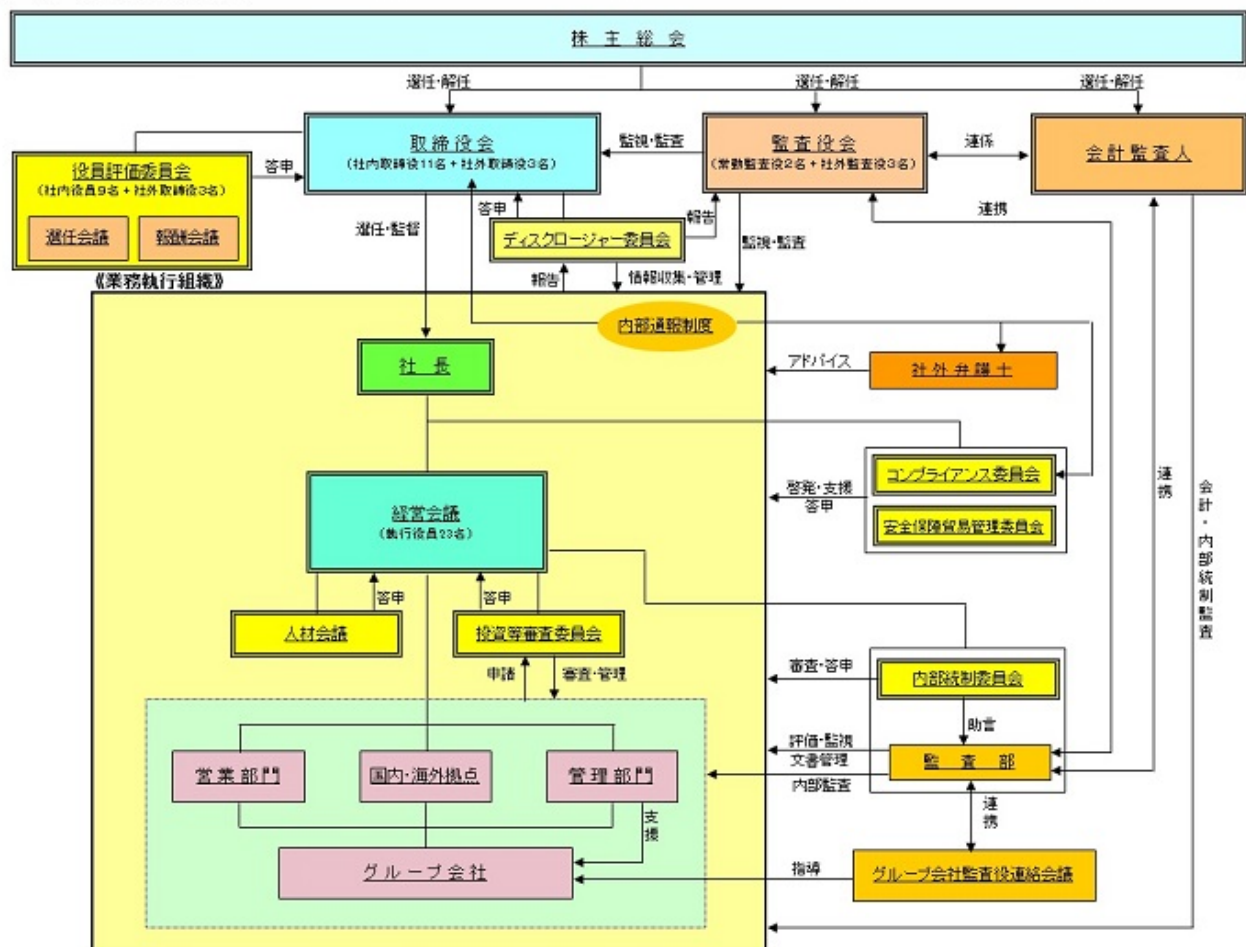 株主総会
選任・解任
選任・解任
選任・解任
取締役会
(社内取締役11名+社外取締役3名)
監視・監査
監査役会
(常勤監査役2名+社外監査役3名)
連係
会計監査人
役員評価委員会
(社内役員9名+社外取締役3名)
選任会議
報酬会議
答申
選任・監督
答申
ディスクロージャー委員会
報告
監視・監査
連携
《業務執行組織》
報告
情報収集・管理
内部通報制度
社長
アドバイス
社外弁護士
コンプライアンス委員会
啓発・支援
答申
安全保障貿易管理委員会
経営会議
(執行役員23名)
連携
会計・内部統制監査
答申
答申
人材会議
投資等審査委員会
申請
審査・管理
審査・答申
内部統制委員会
助言
評価・監視
文書管理
内部監査
監査部
営業部門
国内・海外拠点
管理部門
支援
連携
グループ会社
指導
グループ会社監査役連絡会議